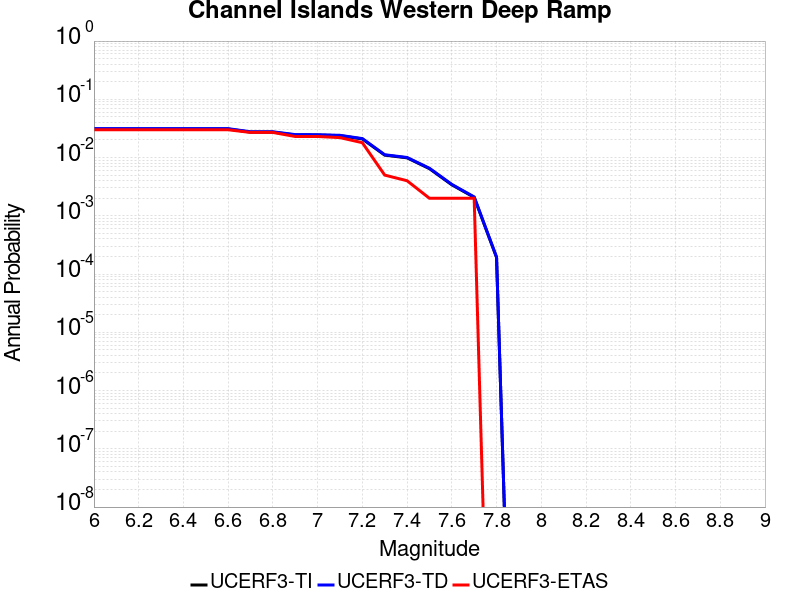 Channel Islands Western Deep Ramp
10^0
10^-1
10^-2
10^-3
10^-4
10^-5
10^-6
10^-7
10^-8
Annual Probability
6 6.2 6.4 6.6 6.8 7 7.2 7.4 7.6 7.8 8 8.2 8.4 8.6 8.8 9
Magnitude
UCERF3-TI UCERF3-TD UCERF3-ETAS